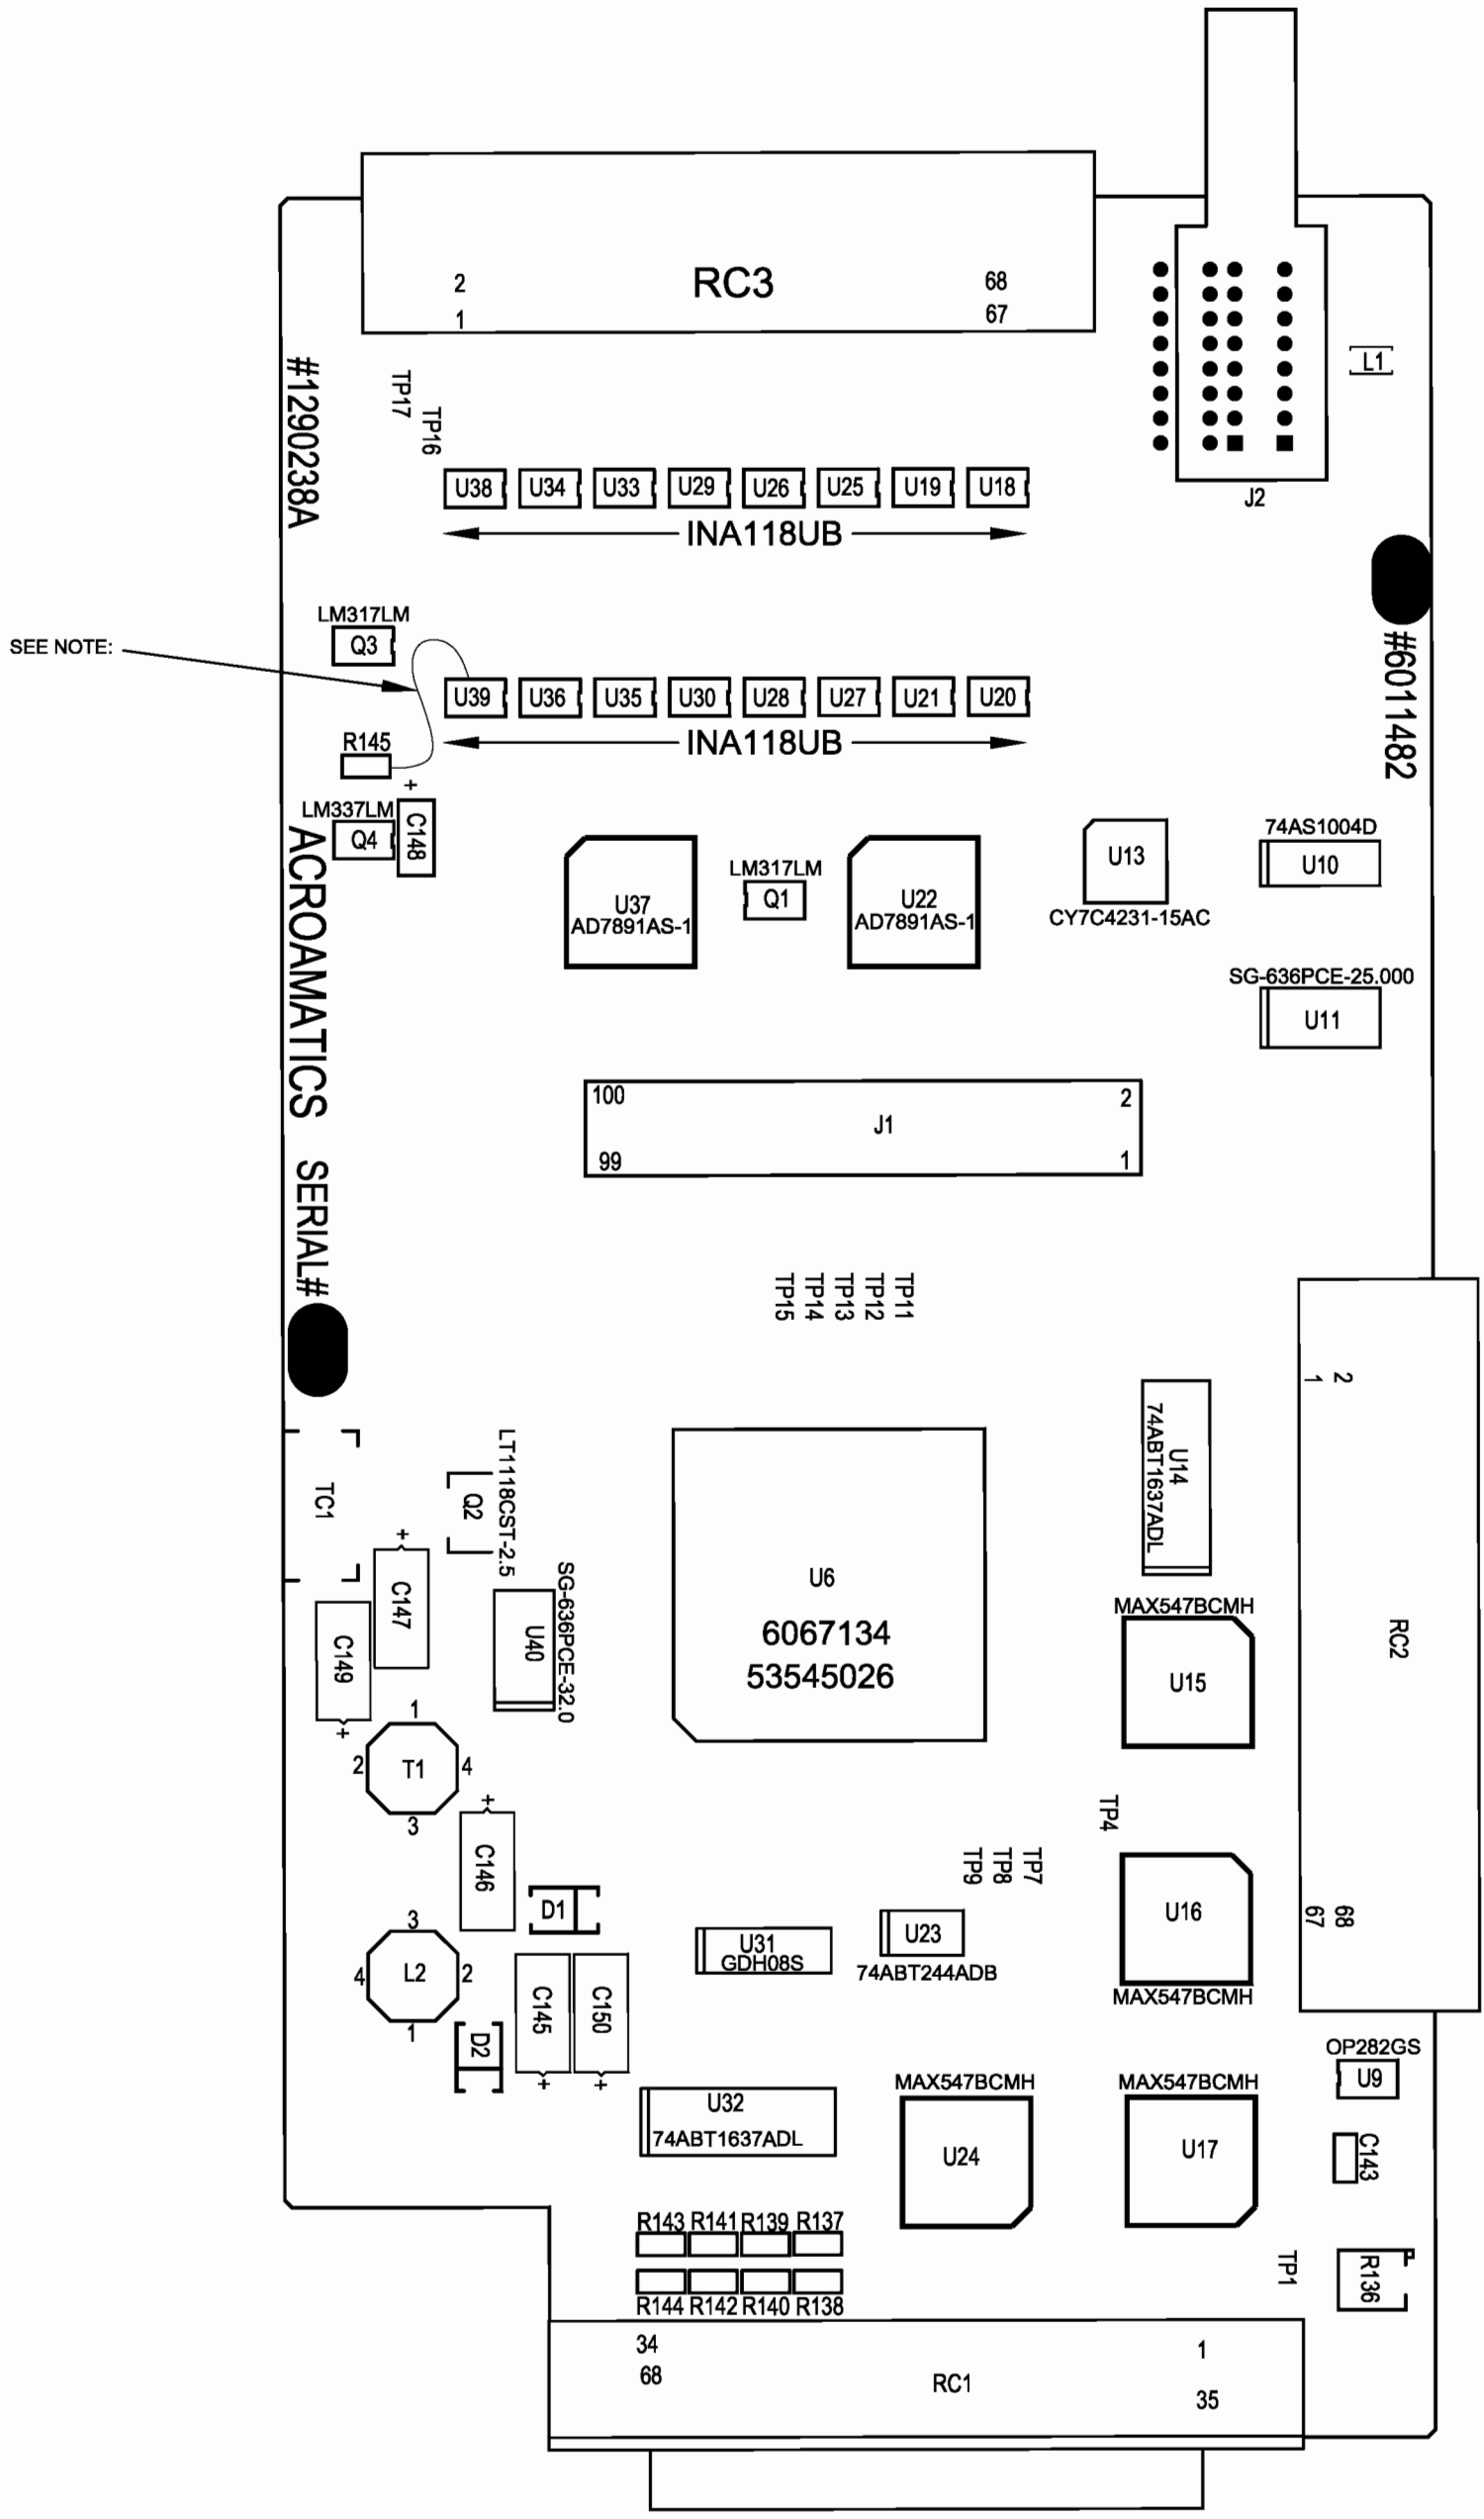 2
RC3
68
1
67
L1
TP17
#1290238A
TP16
U38
U34
U33
U29
U26
U25
U19
U18
J2
INA118UB
LM317LM
Q3
SEE NOTE:
#6011482
U39
U36
U35
U30
U28
U27
U21
U20
R145
INA118UB
+
LM337LM
Q4
C148
ACROAMATICS
74AS1004D
U10
U13
CY7C4231-15AC
LM317LM
Q1
U37
AD7891AS-1
U22
AD7891AS-1
SG-636PCE-25.000
U11
100
2
J1
99
1
SERIAL#
TP15
TP14
TP13
TP12
TP11
1
2
U14
74ABT1637ADL
LT1118CST-2.5
Q2
TC1
+
C147
SG-636PCE-32.0
U40
C149
+
U6
6067134
53545026
MAX547BCMH
U15
RC2
1
2
T1
4
3
TP4
+
C146
TP9
TP8
TP7
D1
U16
MAX547BCMH
67
68
3
4
L2
2
1
U31
GDH08S
U23
74ABT244ADB
C145
+
C150
+
D2
OP282GS
U9
MAX547BCMH
U24
MAX547BCMH
U17
U32
74ABT1637ADL
C143
R143
R141
R139
R137
R144
R142
R140
R138
TP1
R136
34
1
68
RC1
35